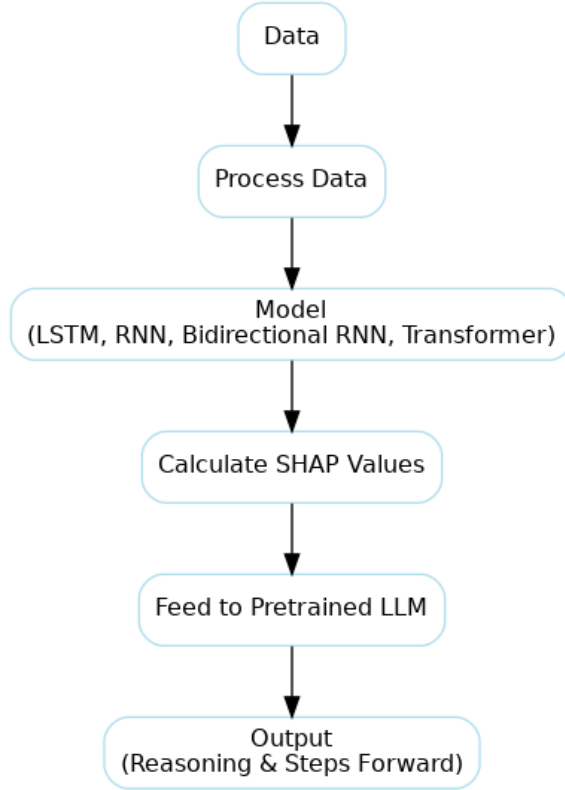 Data
Process Data
Model
(LSTM, RNN, Bidirectional RNN, Transformer)
Calculate SHAP Values
Feed to Pretrained LLM
Output
(Reasoning & Steps Forward)